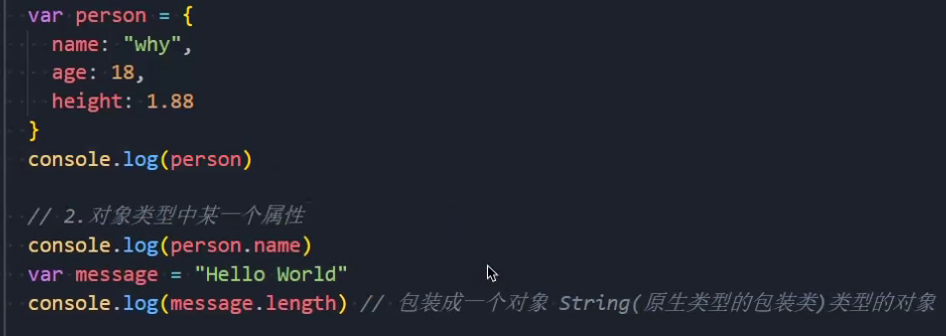 var person = {
name: "why",
age: 18,
height: 1.88
}
console.log(person)
// 2.对象类型中某一个属性
console.log(person.name)
var message = "Hello World"
console.log(message.length) // 包装成一个对象 String(原生类型的包装类)类型的对象